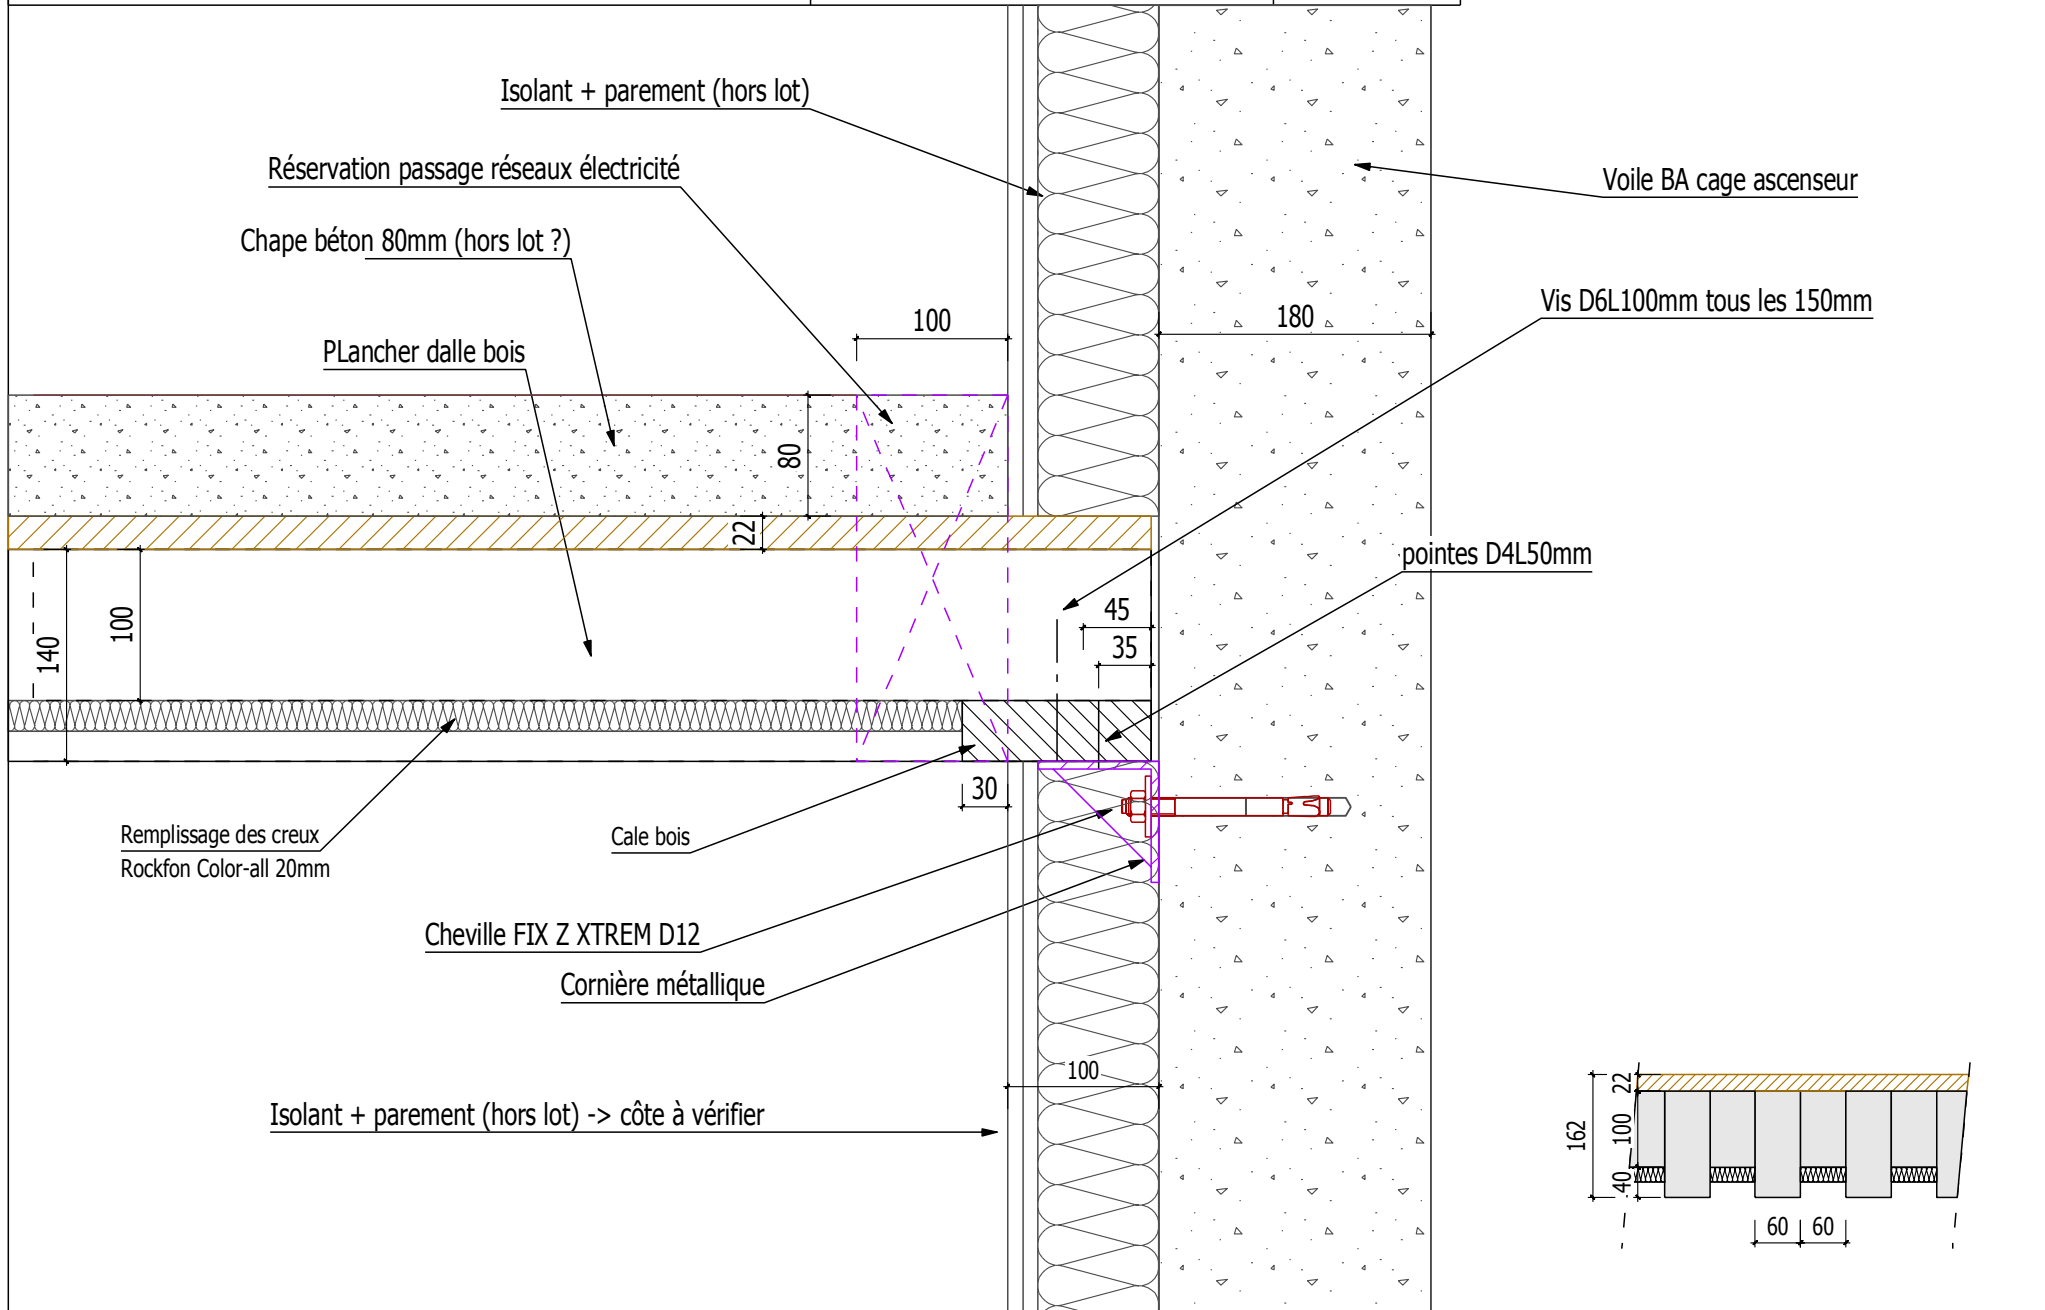 Isolant + parement (hors lot)
Réservation passage réseaux électricité
Voile BA cage ascenseur
Chape béton 80mm (hors lot ?)
Vis D6L100mm tous les 150mm
100
180
PLancher dalle bois
80
22
pointes D4L50mm
45
100
140
35
30
Remplissage des creux
Rockfon Color-all 20mm
Cale bois
Cheville FIX Z XTREM D12
Cornière métallique
100
Isolant + parement (hors lot) -> côte à vérifier
22
162
100
40
60
60